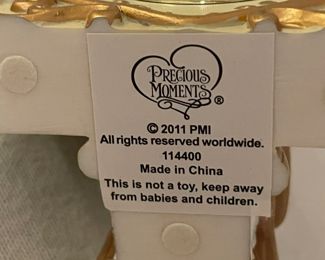 PRECIOUS
MOMENTS®
© 2011 PMI
All rights reserved worldwide.
114400
Made in China
This is not a toy, keep away
from babies and children.